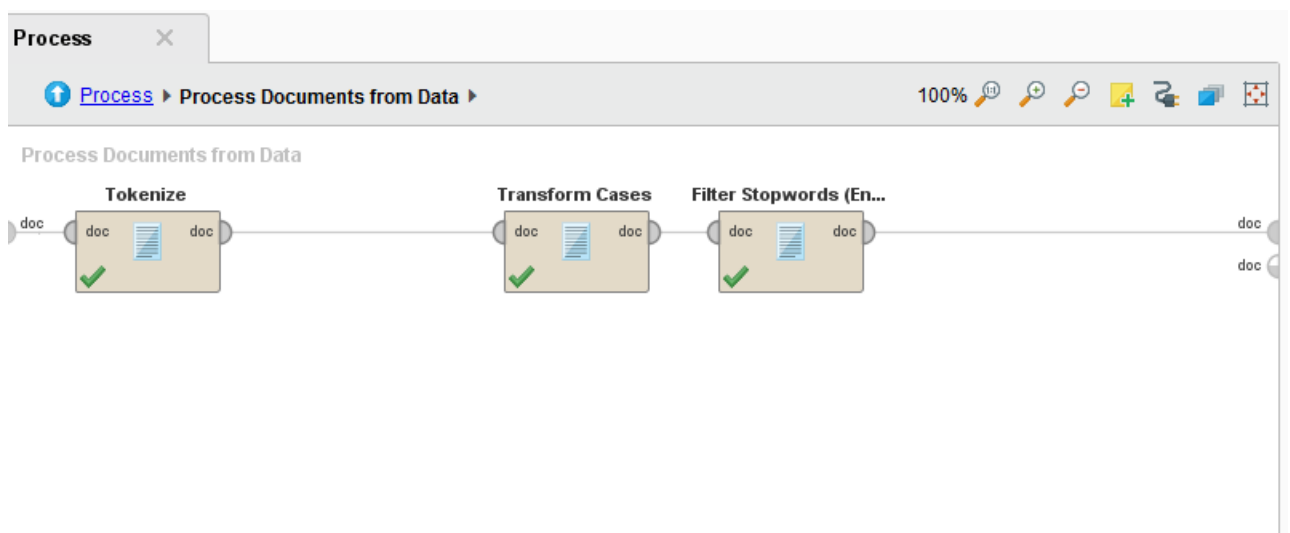 Process
Process Process Documents from Data 100%
Process Documents from Data
Tokenize Transform Cases Filter Stopwords (En...
doc doc doc doc doc doc doc doc
doc